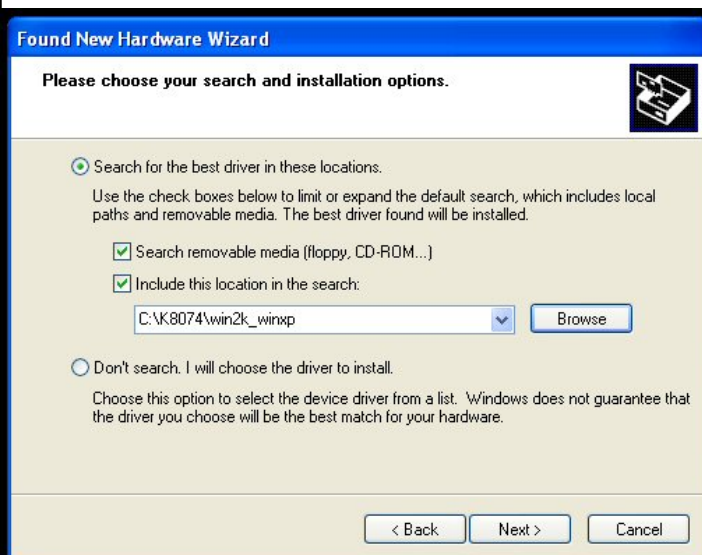 Found New Hardware Wizard
Please choose your search and installation options.
Search for the best driver in these locations.
Use the check boxes below to limit or expand the default search, which includes local
paths and removable media. The best driver found will be installed.
Search removable media (floppy, CD-ROM...)
Include this location in the search:
C:\K8074\win2k_winxp
Browse
Don't search. I will choose the driver to install.
Choose this option to select the device driver from a list. Windows does not guarantee that
the driver you choose will be the best match for your hardware.
< Back
Next >
Cancel